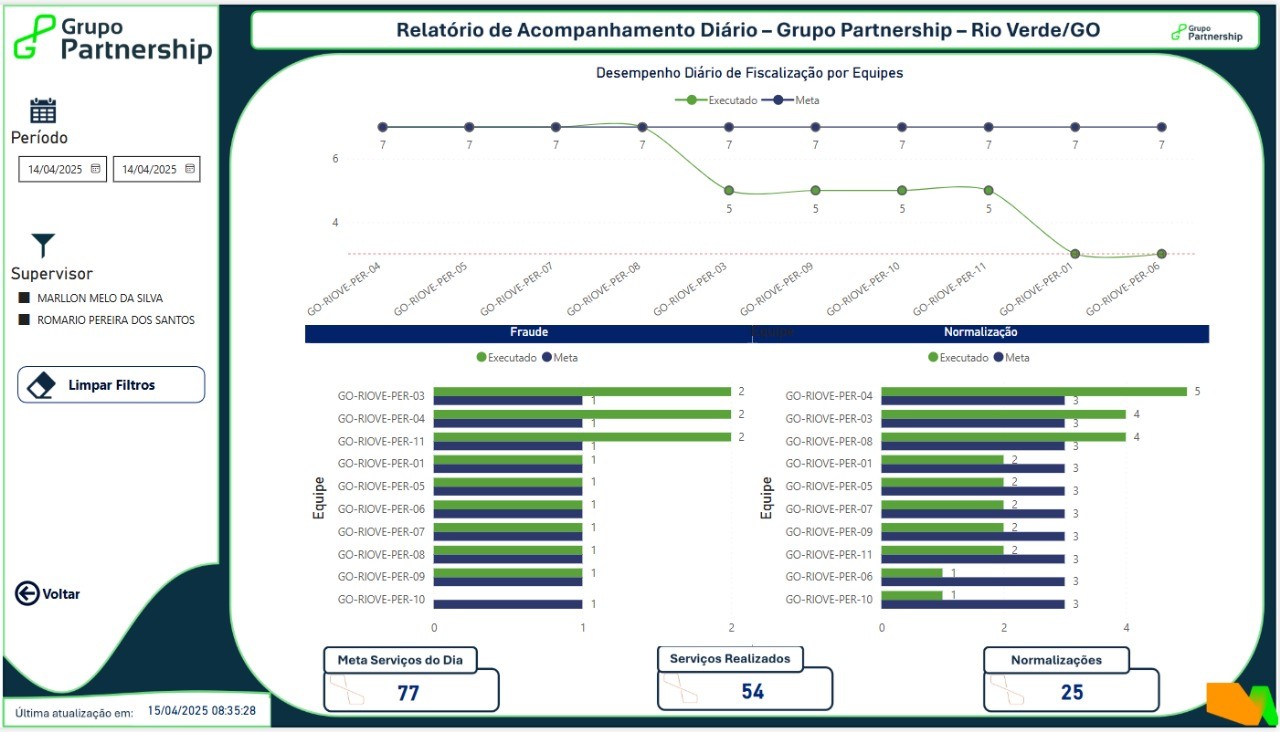 Grupo
Partnership
Relatório de Acompanhamento Diário – Grupo Partnership – Rio Verde/GO
Grupo
Partnership
Período
14/04/2025 14/04/2025
Supervisor
MARLLON MELO DA SILVA
ROMARIO PEREIRA DOS SANTOS
Limpar Filtros
Voltar
Última atualização em: 15/04/2025 08:35:28
Desempenho Diário de Fiscalização por Equipes
Executado Meta
7 7 7 7 7 7 7 7 7 7
6
5 5 5 5
4
GO-RIOVE-PER-04 GO-RIOVE-PER-05 GO-RIOVE-PER-07 GO-RIOVE-PER-08 GO-RIOVE-PER-03 GO-RIOVE-PER-09 GO-RIOVE-PER-10 GO-RIOVE-PER-11 GO-RIOVE-PER-01 GO-RIOVE-PER-06
Fraude
Executado Meta
Equipe
GO-RIOVE-PER-03 2 1
GO-RIOVE-PER-04 2 1
GO-RIOVE-PER-11 2 1
GO-RIOVE-PER-01 1
GO-RIOVE-PER-05 1
GO-RIOVE-PER-06 1
GO-RIOVE-PER-07 1
GO-RIOVE-PER-08 1
GO-RIOVE-PER-09 1
GO-RIOVE-PER-10 1
0 1 2
Normalização
Executado Meta
Equipe
GO-RIOVE-PER-04 5 3
GO-RIOVE-PER-03 4 3
GO-RIOVE-PER-08 4 3
GO-RIOVE-PER-01 2 3
GO-RIOVE-PER-05 2 3
GO-RIOVE-PER-07 2 3
GO-RIOVE-PER-09 2 3
GO-RIOVE-PER-11 2 3
GO-RIOVE-PER-06 1 3
GO-RIOVE-PER-10 1 3
0 2 4
Meta Serviços do Dia
77
Serviços Realizados
54
Normalizações
25